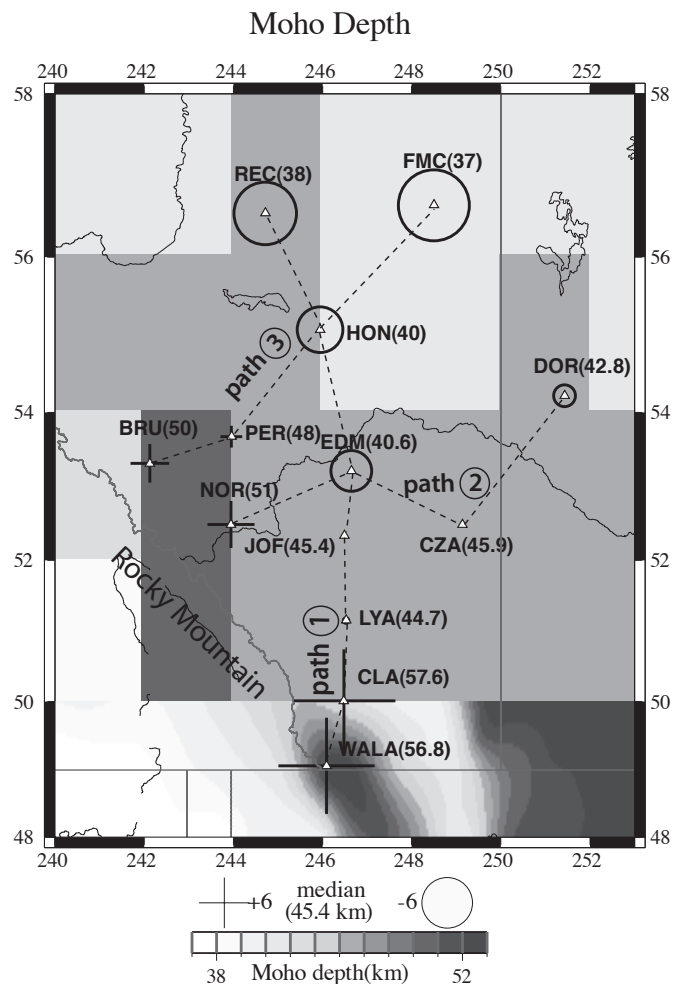 Moho Depth
240 242 244 246 248 250 252
58 58
FMC(37)
REC(38)
56 56
HON(40)
path 3
DOR(42.8)
54 54
BRU(50)
PER(48)
EDM(40.6)
path 2
NOR(51)
JOF(45.4)
CZA(45.9)
52 52
Rocky Mountain
LYA(44.7)
path 1
CLA(57.6)
50 50
WALA(56.8)
48 48
240 242 244 246 248 250 252
+6 median -6
(45.4 km)
38 Moho depth(km) 52